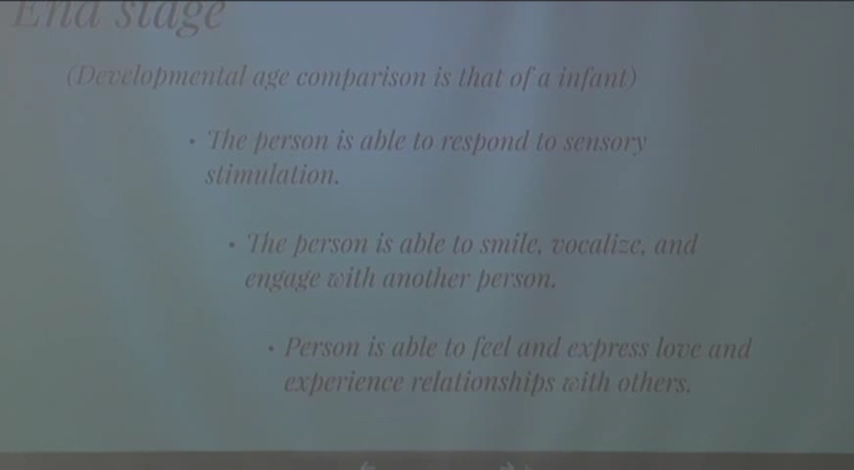 End stage
(Developmental age comparison is that of a infant)
• The person is able to respond to sensory
stimulation.
• The person is able to smile, vocalize, and
engage with another person.
• Person is able to feel and express love and
experience relationships with others.